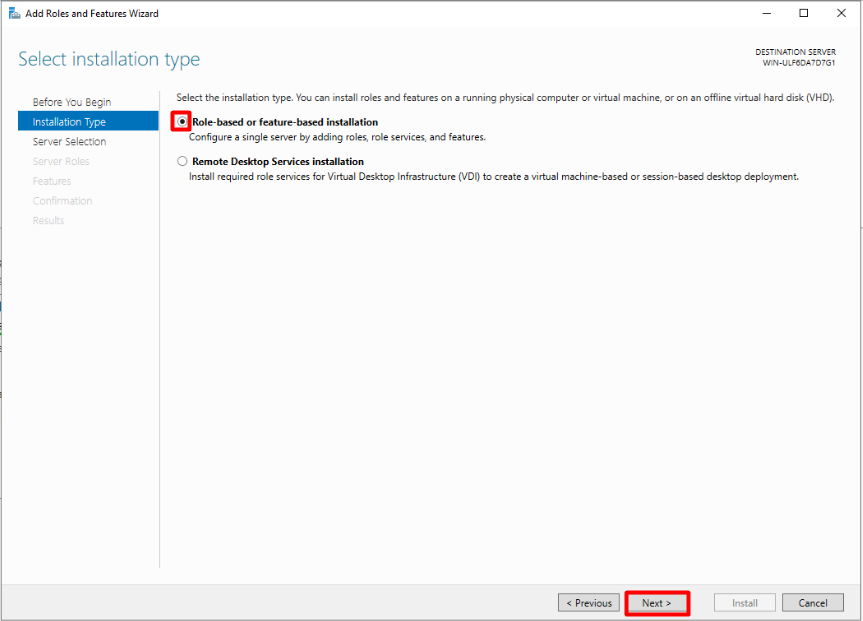 Add Roles and Features Wizard
Select installation type
DESTINATION SERVER
WIN-ULF6DA7D7G1
Before You Begin
Installation Type
Server Selection
Server Roles
Features
Confirmation
Results
Select the installation type. You can install roles and features on a running physical computer or virtual machine, or on an offline virtual hard disk (VHD).
Role-based or feature-based installation
Configure a single server by adding roles, role services, and features.
Remote Desktop Services installation
Install required role services for Virtual Desktop Infrastructure (VDI) to create a virtual machine-based or session-based desktop deployment.
< Previous
Next >
Install
Cancel